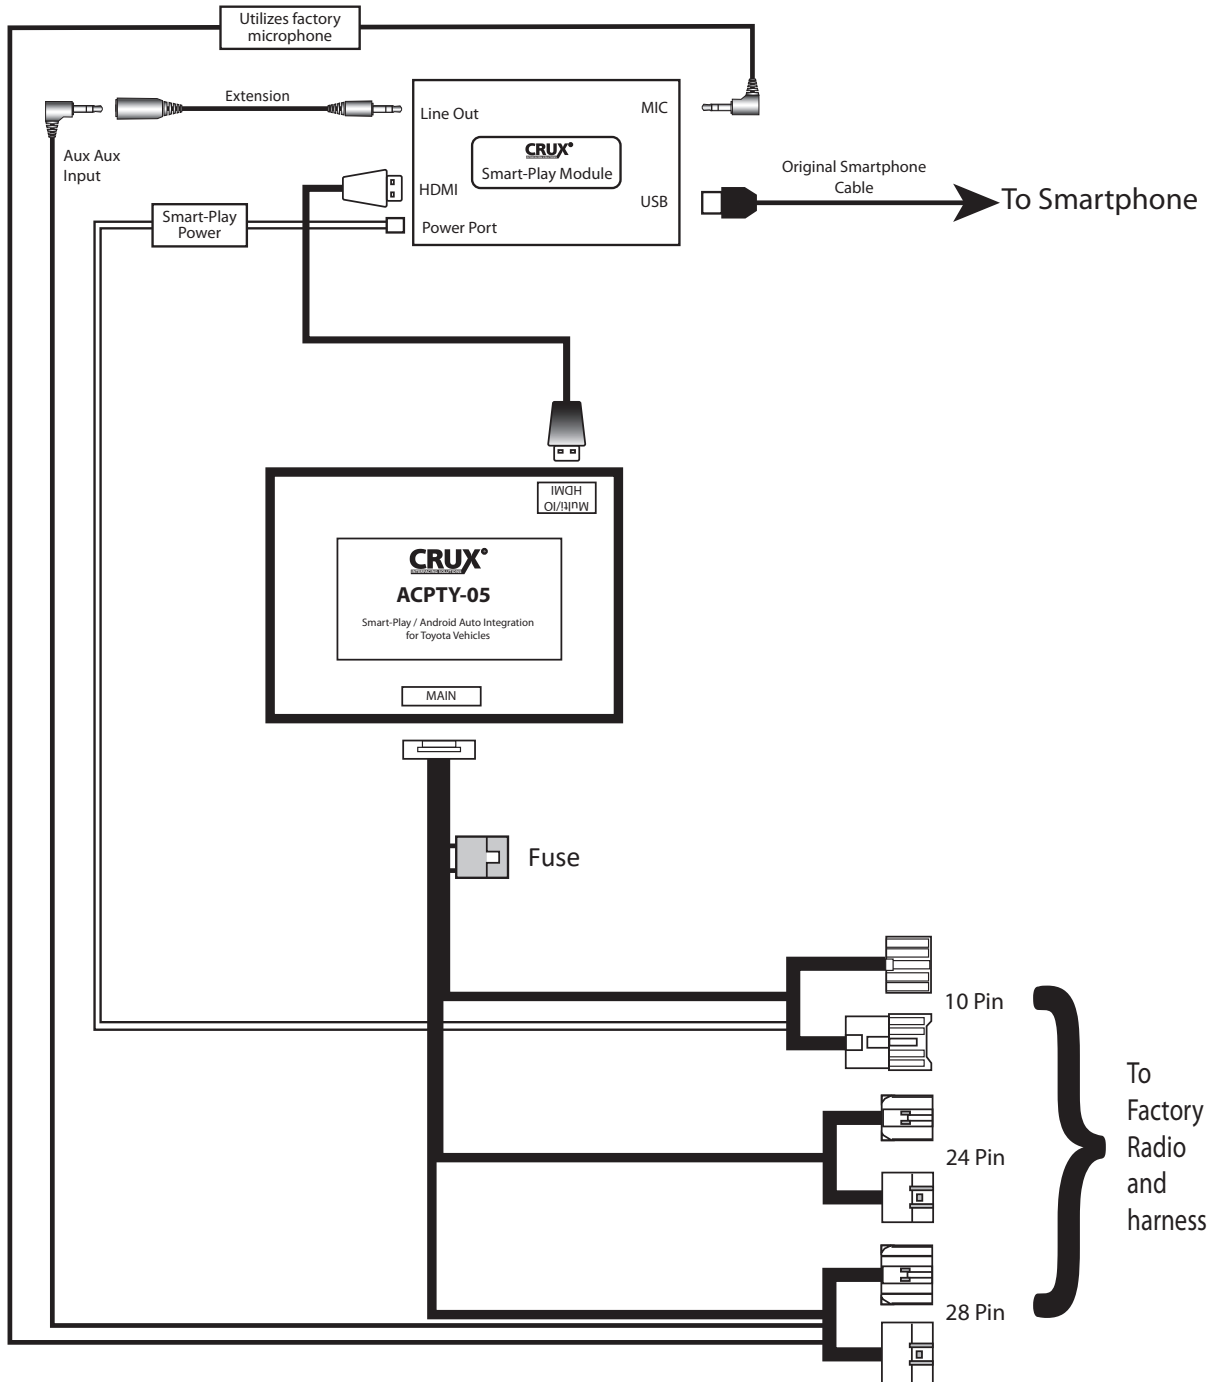 Utilizes factory
microphone
Extension
Aux Aux
Input
Line Out
MIC
CRUX
Smart-Play Module
HDMI
USB
Power Port
Original Smartphone
Cable
To Smartphone
Smart-Play
Power
Multi/IO
HDMI
CRUX
INTERFACING SOLUTIONS
ACPTY-05
Smart-Play / Android Auto Integration
for Toyota Vehicles
MAIN
Fuse
10 Pin
24 Pin
28 Pin
To
Factory
Radio
and
harness